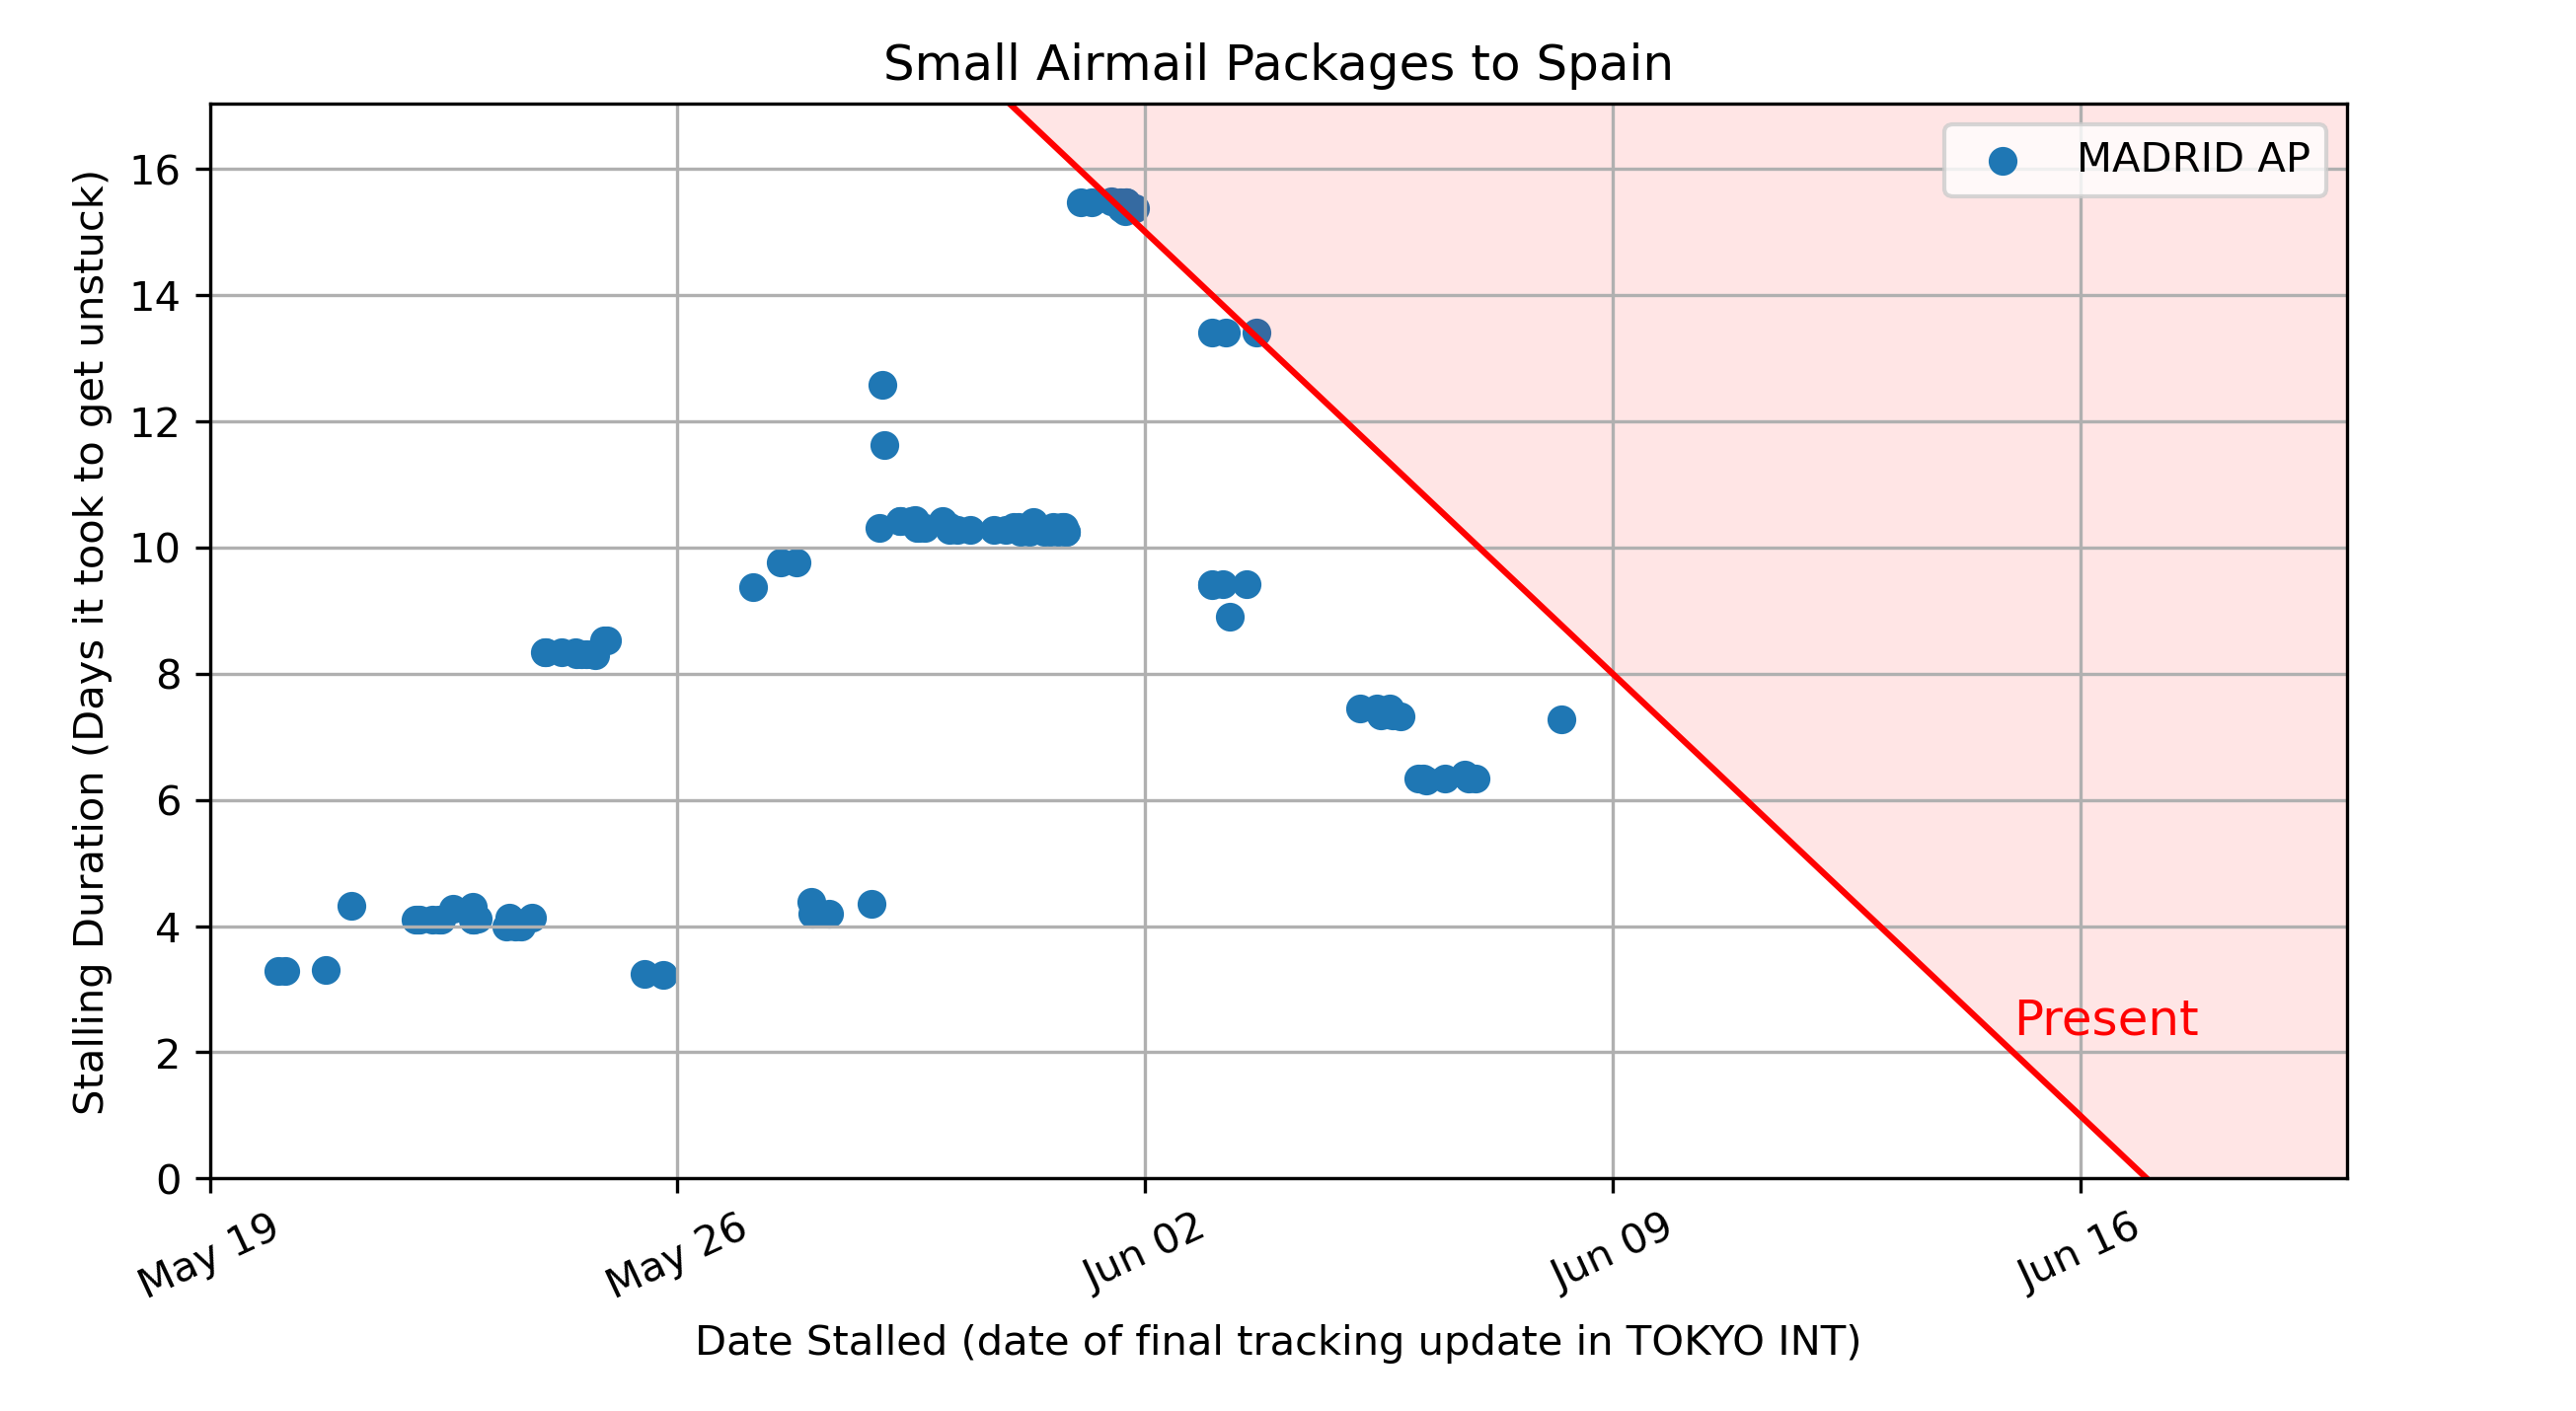 Small Airmail Packages to Spain
MADRID AP
Stalling Duration (Days it took to get unstuck)
16
14
12
10
8
6
4
2
0
Present
May 19
May 26
Jun 02
Jun 09
Jun 16
Date Stalled (date of final tracking update in TOKYO INT)